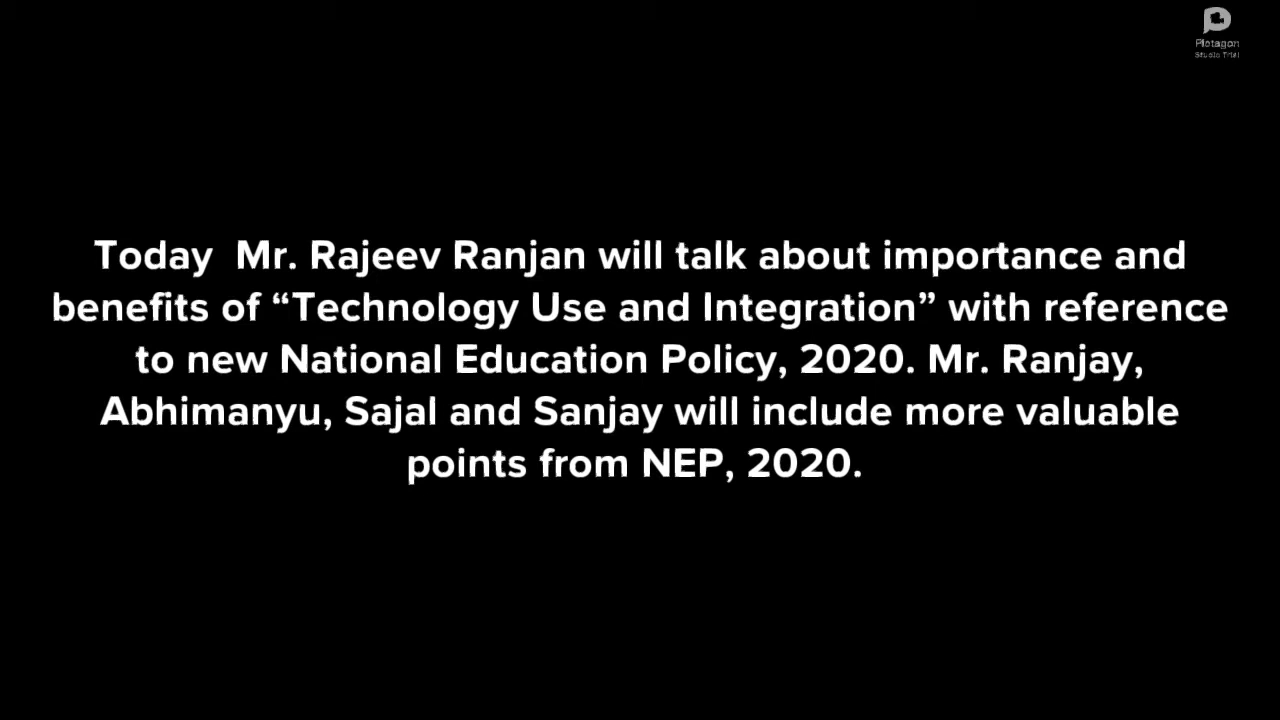 Plotagon
Studio Trial
Today  Mr. Rajeev Ranjan will talk about importance and
benefits of “Technology Use and Integration” with reference
to new National Education Policy, 2020. Mr. Ranjay,
Abhimanyu, Sajal and Sanjay will include more valuable
points from NEP, 2020.